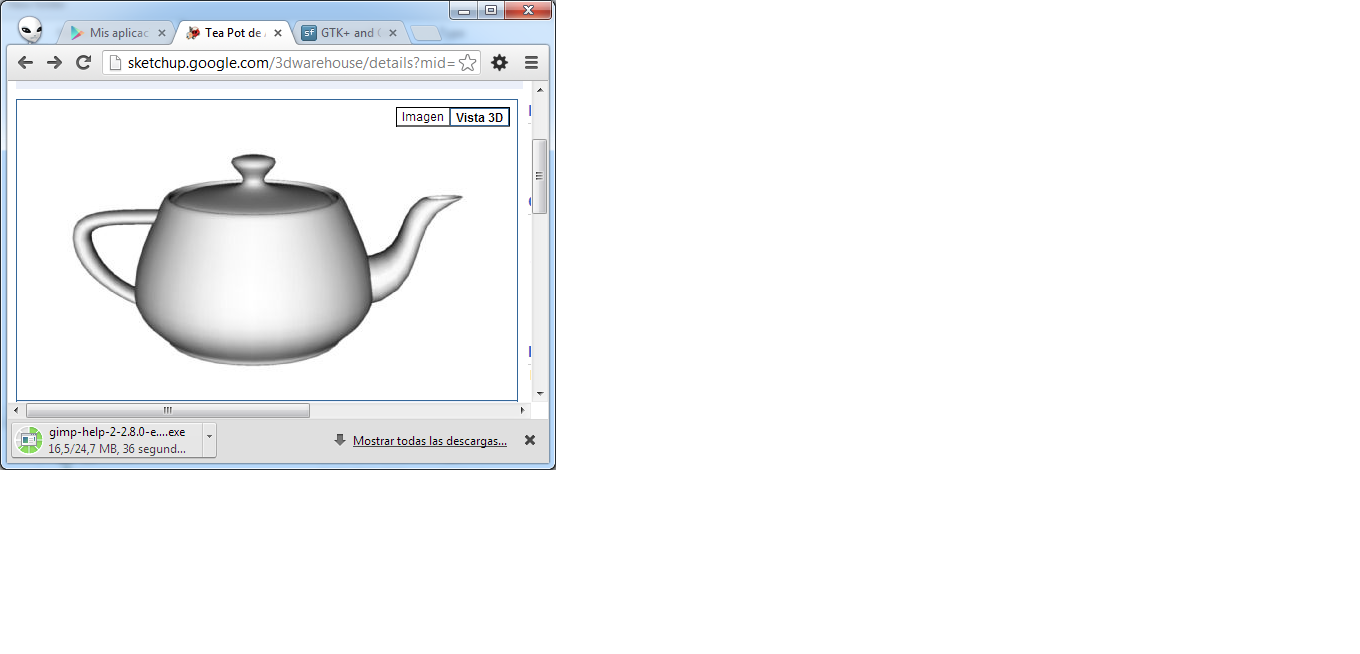 Mis aplicac
Tea Pot de
sf GTK+ and
sketchup.google.com/3dwarehouse/details?mid=
Imagen Vista 3D
gimp-help-2-2.8.0-e....exe
16,5/24,7 MB, 36 segund...
Mostrar todas las descargas...